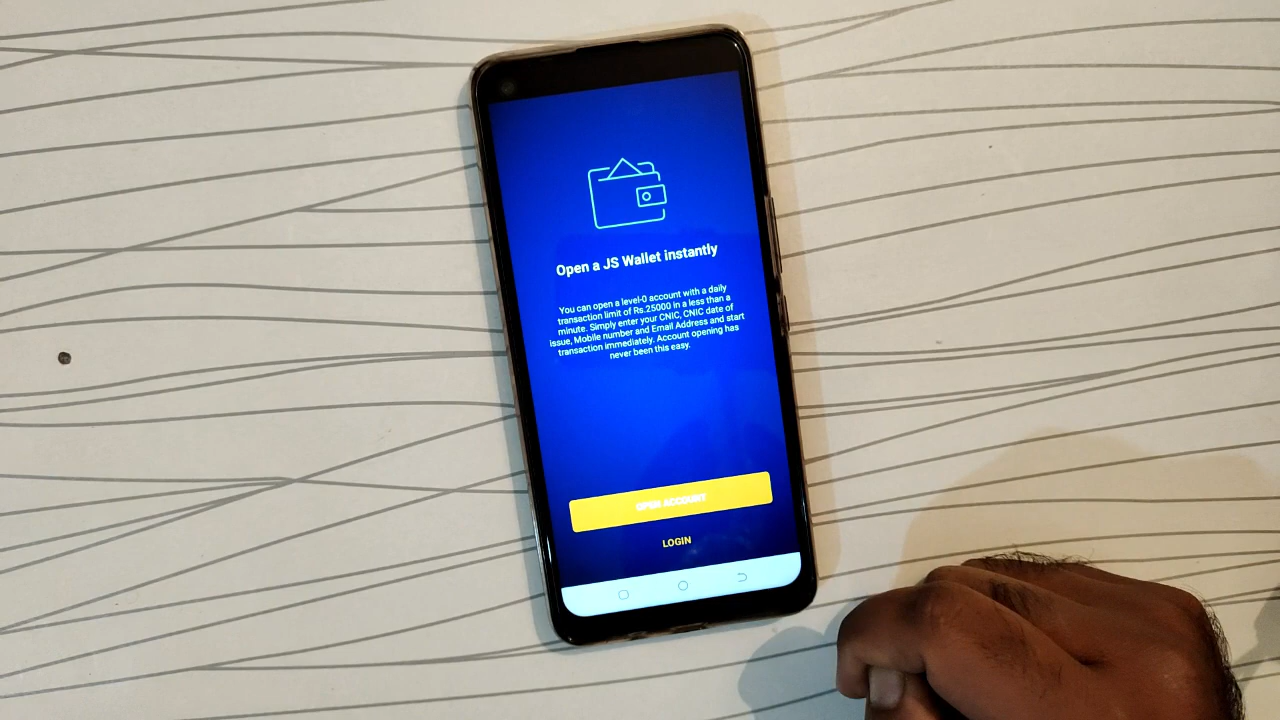 Open a JS Wallet instantly
You can open a level-0 account with a daily
transaction limit of Rs.25000 in a less than a
minute. Simply enter your CNIC, CNIC date of
issue, Mobile number and Email Address and start
transaction immediately. Account opening has
never been this easy.
OPEN ACCOUNT
LOGIN